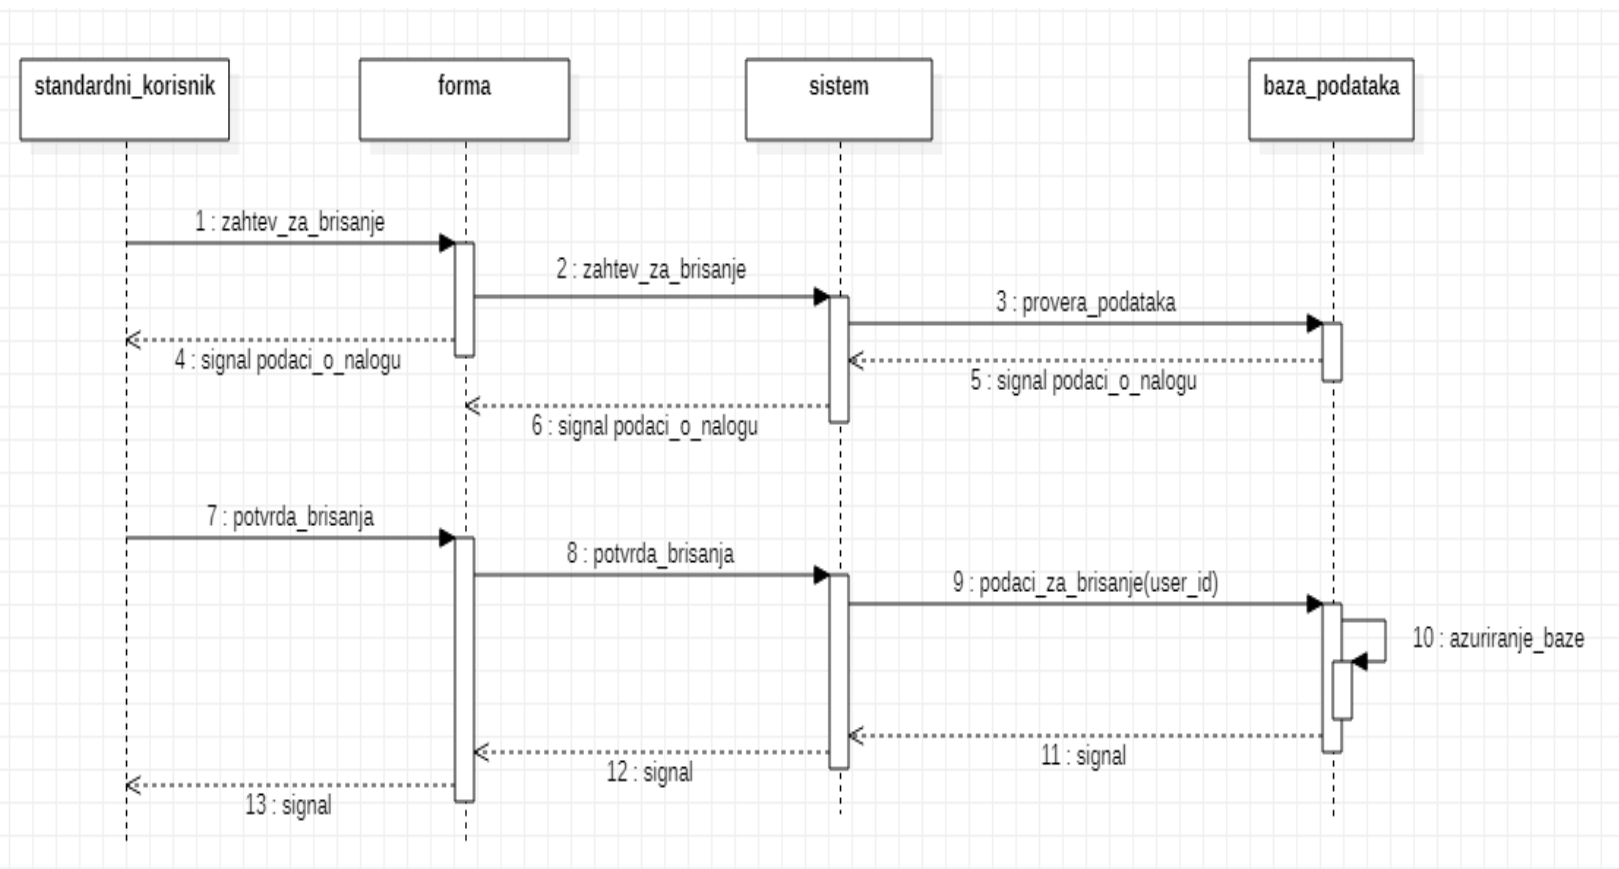 standardni_korisnik
forma
sistem
baza_podataka
1 : zahtev_za_brisanje
2 : zahtev_za_brisanje
3 : provera_podataka
4 : signal podaci_o_nalogu
5 : signal podaci_o_nalogu
6 : signal podaci_o_nalogu
7 : potvrda_brisanja
8 : potvrda_brisanja
9 : podaci_za_brisanje(user_id)
10 : azuriranje_baze
11 : signal
12 : signal
13 : signal